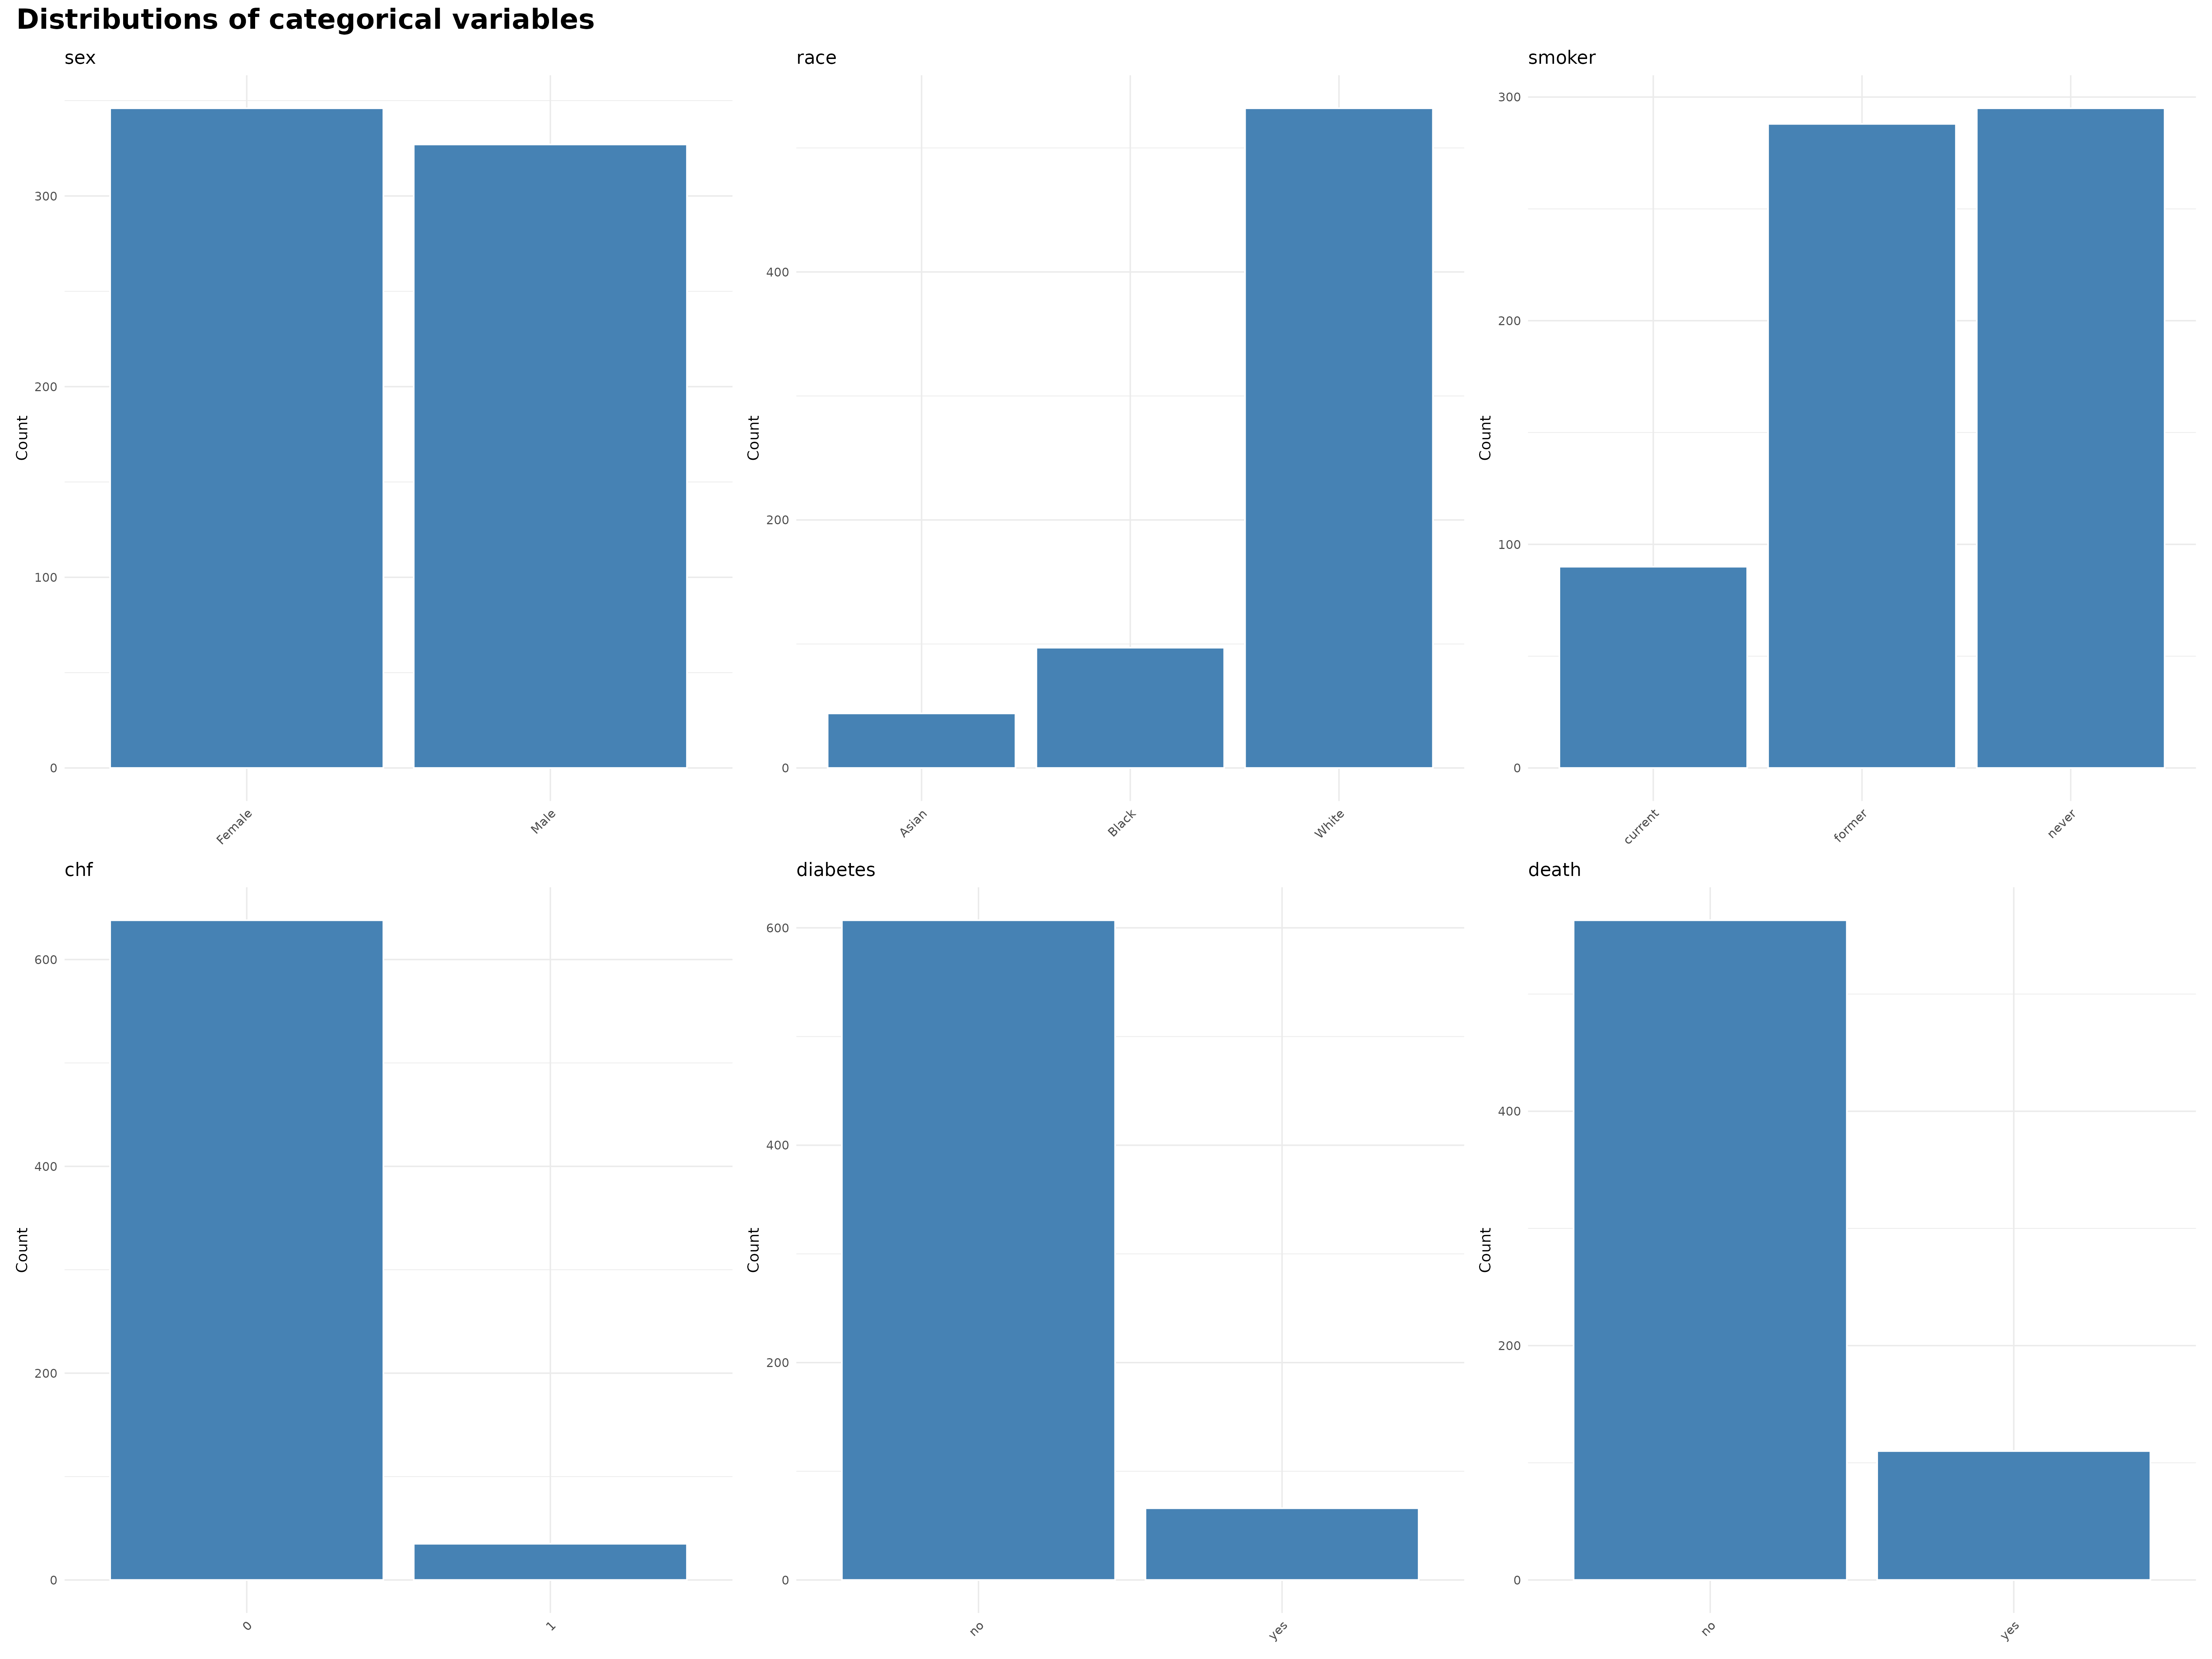 Distributions of categorical variables
sex
race
smoker
Count
300
200
100
0
Female
Male
Count
400
200
0
Asian
Black
White
Count
300
200
100
0
current
former
never
chf
diabetes
death
Count
600
400
200
0
0
1
Count
600
400
200
0
no
yes
Count
400
200
0
no
yes